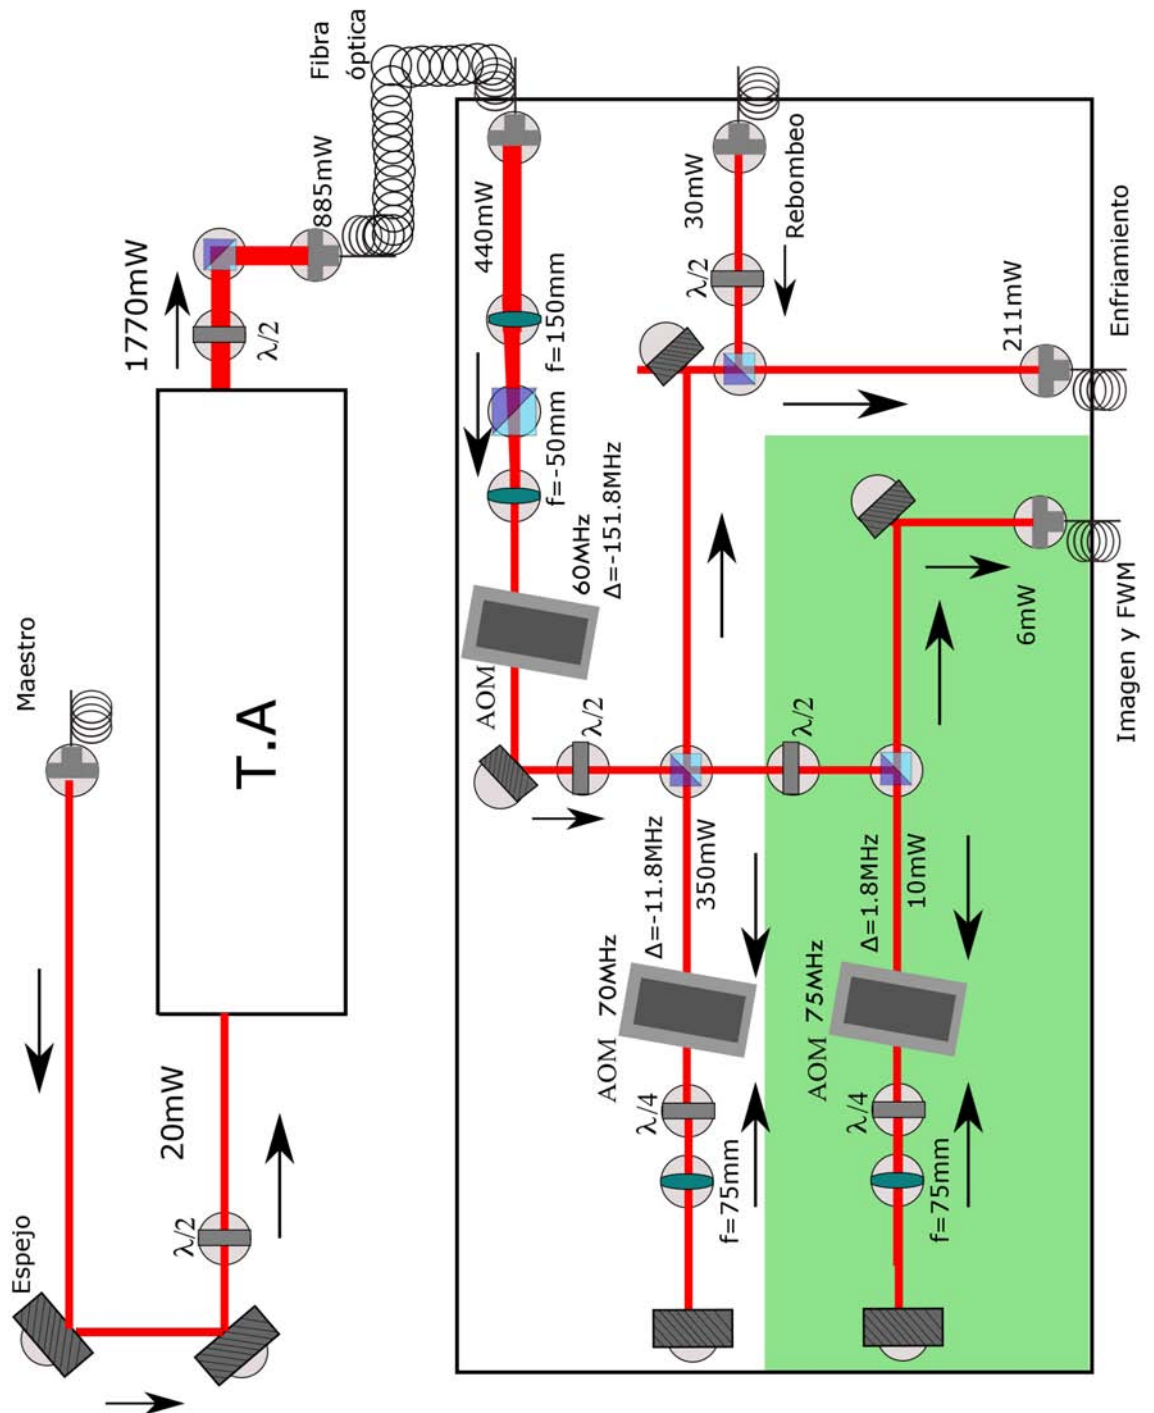 Maestro
Espejo
λ/2
20mW
T.A
1770mW
λ/2
885mW
Fibra
óptica
440mW
f=150mm
f=-50mm
60MHz
Δ=-151.8MHz
AOM
λ/2
30mW
λ/2
Rebombeo
211mW
Enfriamiento
Δ=-11.8MHz
350mW
AOM 70MHz
λ/4
f=75mm
λ/2
Δ=1.8MHz
10mW
AOM 75MHz
λ/4
f=75mm
6mW
Imagen y FWM